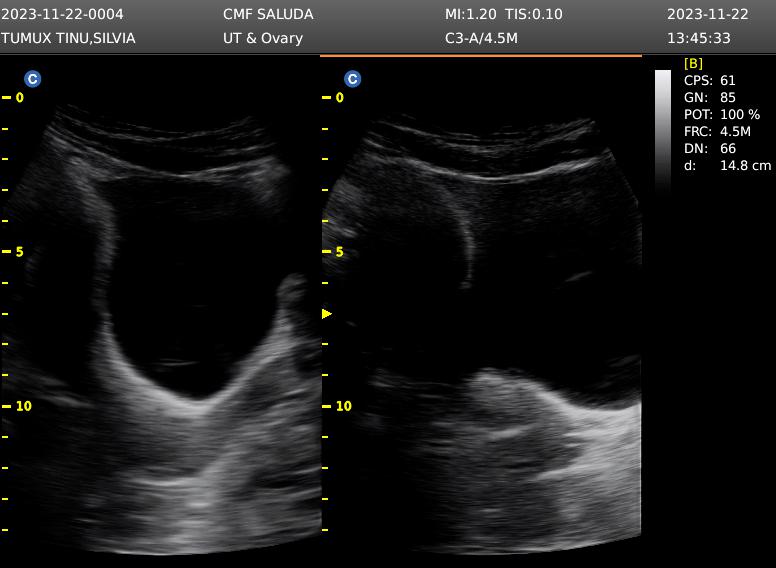 2023-11-22-0004 CMF SALUDA MI:1.20 TIS:0.10 2023-11-22
TUMUX TINU,SILVIA UT & Ovary C3-A/4.5M 13:45:33
C
C
0
5
10
0
5
10
[B]
CPS: 61
GN: 85
POT: 100 %
FRC: 4.5M
DN: 66
d: 14.8 cm